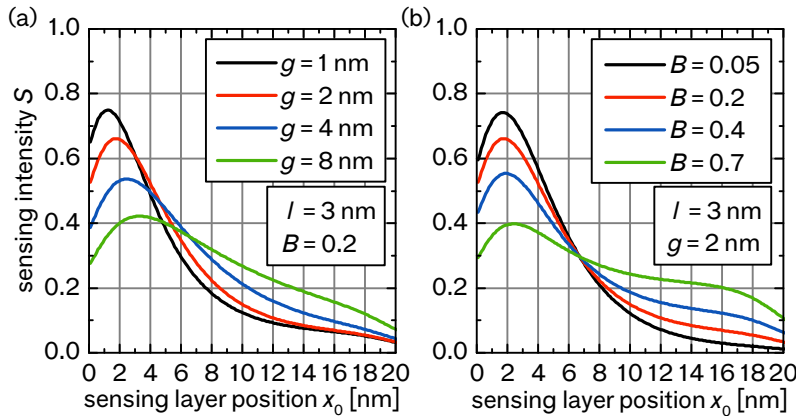 (a)
1.0
0.8
0.6
0.4
0.2
0.0
sensing intensity S
g = 1 nm
g = 2 nm
g = 4 nm
g = 8 nm
l = 3 nm
B = 0.2
0 2 4 6 8 10 12 14 16 18 20
sensing layer position x₀ [nm]
(b)
1.0
0.8
0.6
0.4
0.2
0.0
B = 0.05
B = 0.2
B = 0.4
B = 0.7
l = 3 nm
g = 2 nm
0 2 4 6 8 10 12 14 16 18 20
sensing layer position x₀ [nm]